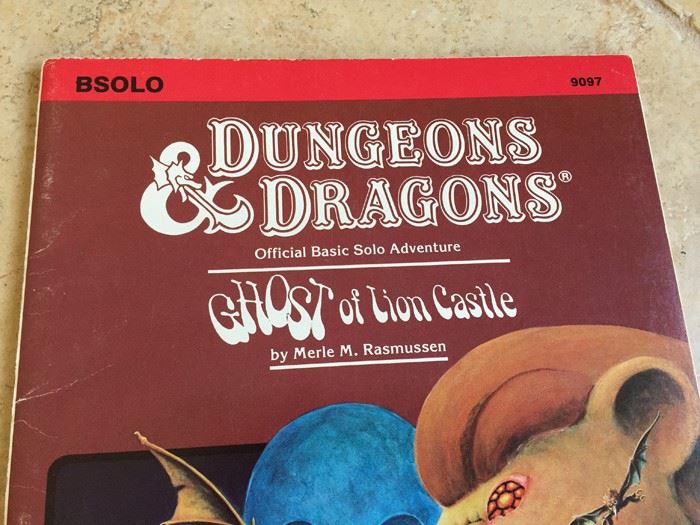 BSOLO 9097
DUNGEONS
& DRAGONS®
Official Basic Solo Adventure
GHOST of Lion Castle
by Merle M. Rasmussen